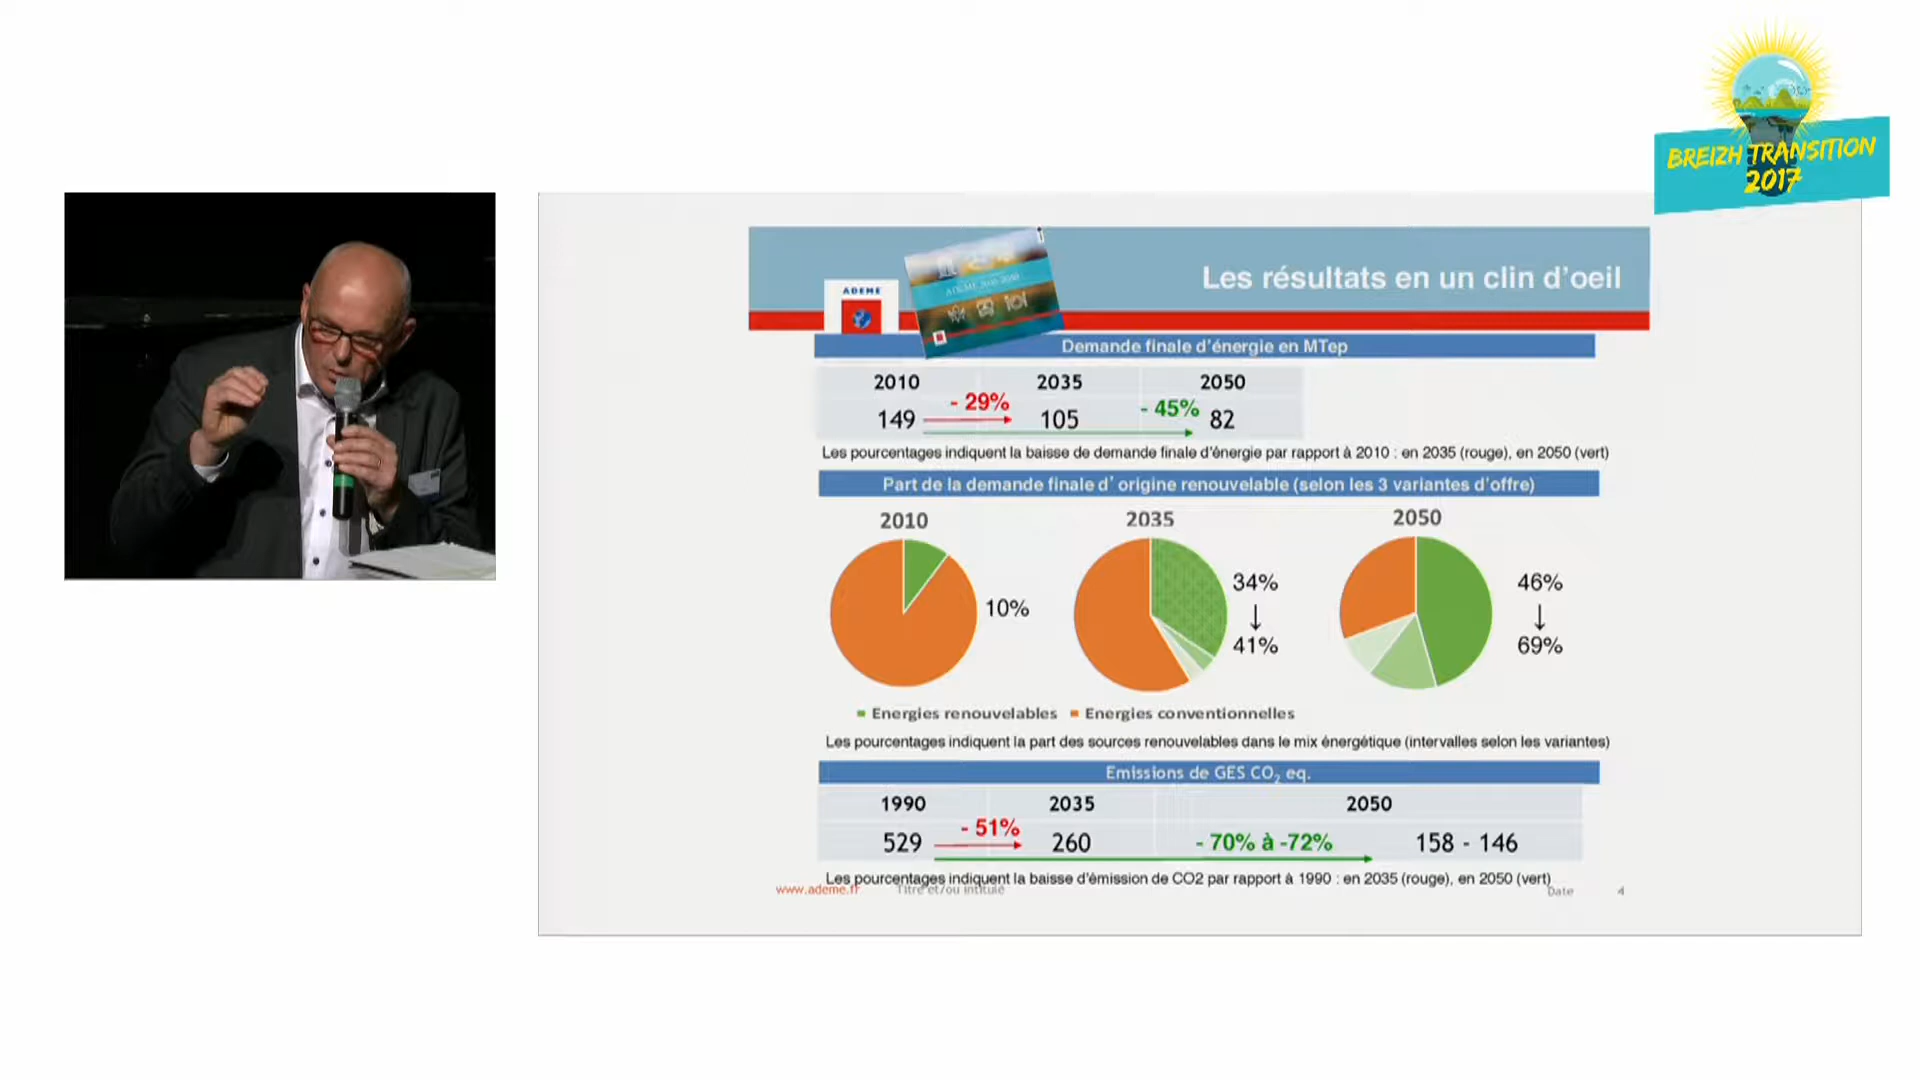 BREIZH TRANSITION
2017
Les résultats en un clin d’oeil
ADEME
ADEME 2035-2050
Demande finale d’énergie en MTep
2010 2035 2050
- 29% - 45%
149 105 82
Les pourcentages indiquent la baisse de demande finale d’énergie par rapport à 2010 : en 2035 (rouge), en 2050 (vert)
Part de la demande finale d’ origine renouvelable (selon les 3 variantes d’offre)
2010 2035 2050
10%
34%
↓
41%
46%
↓
69%
Energies renouvelables Energies conventionnelles
Les pourcentages indiquent la part des sources renouvelables dans le mix énergétique (intervalles selon les variantes)
Emissions de GES CO2 eq.
1990 2035 2050
- 51%
529 260 - 70% à -72% 158 - 146
Les pourcentages indiquent la baisse d’émission de CO2 par rapport à 1990 : en 2035 (rouge), en 2050 (vert)
www.ademe.fr Titre et/ou intitulé Date 4